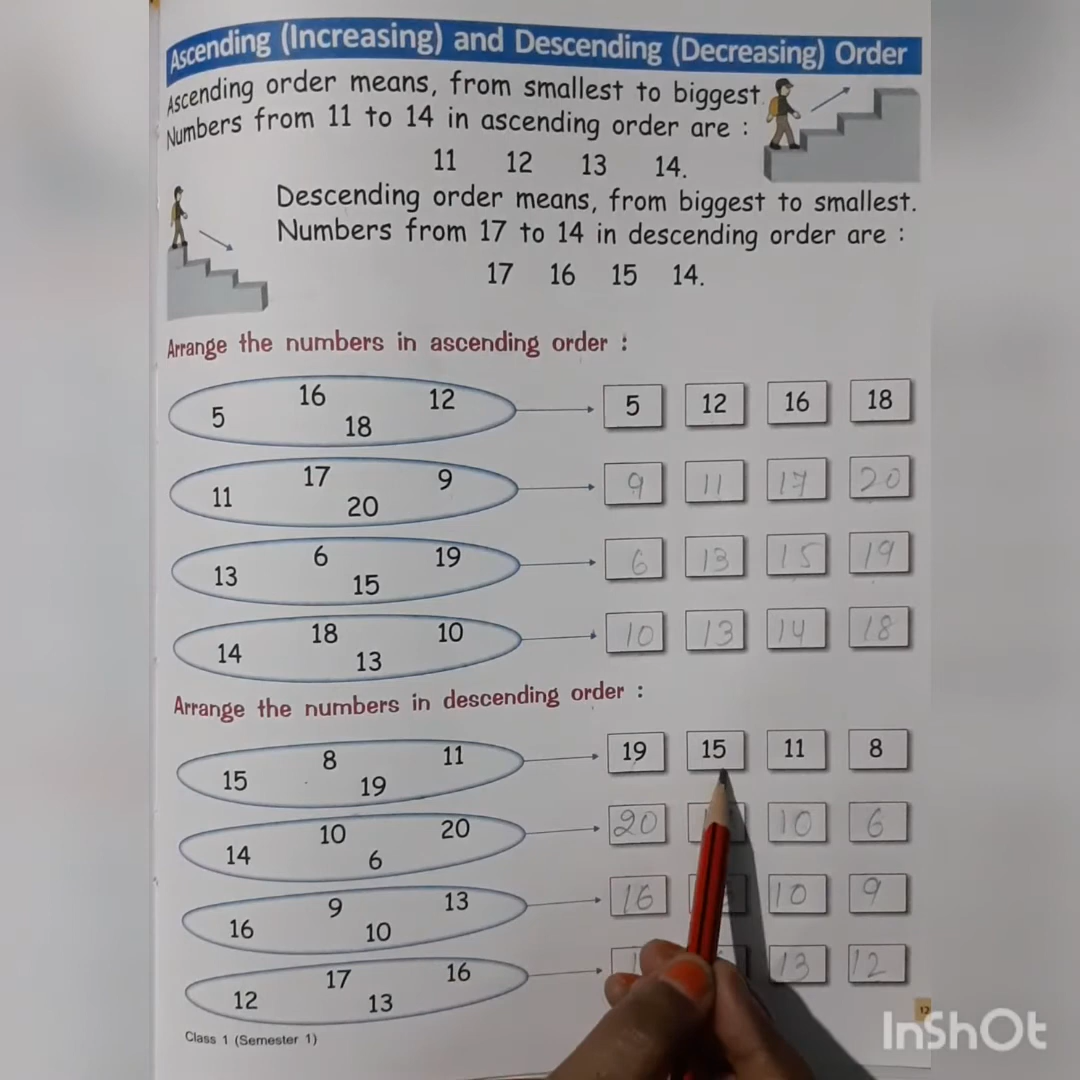 Ascending (Increasing) and Descending (Decreasing) Order
Ascending order means, from smallest to biggest.
Numbers from 11 to 14 in ascending order are :
11 12 13 14.
Descending order means, from biggest to smallest.
Numbers from 17 to 14 in descending order are :
17 16 15 14.
Arrange the numbers in ascending order :
5 16 18 12 5 12 16 18
11 17 20 9 9 11 17 20
13 6 15 19 6 13 15 19
14 18 13 10 10 13 14 18
Arrange the numbers in descending order :
15 8 19 11 19 15 11 8
14 10 6 20 20 10 6
16 9 10 13 16 10 9
12 17 13 16 13 12
Class 1 (Semester 1)
12
InShOt